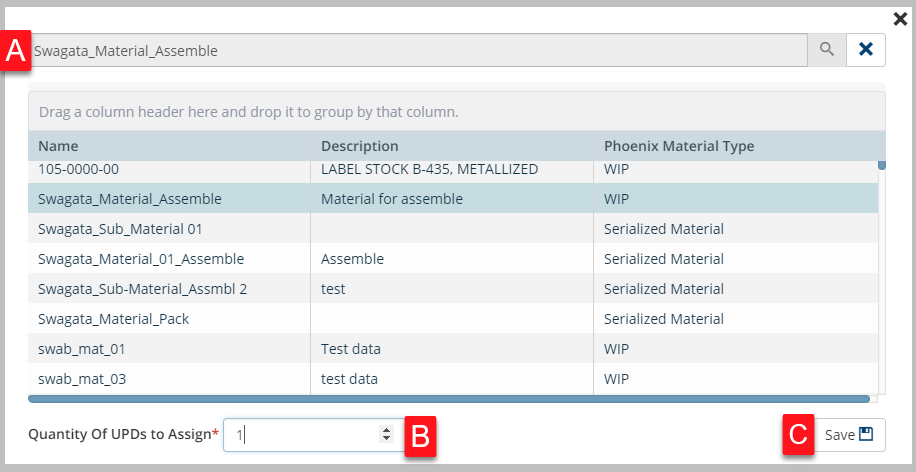 A Swagata_Material_Assemble
Drag a column header here and drop it to group by that column.
Name Description Phoenix Material Type
105-0000-00 LABEL STOCK B-435, METALLIZED WIP
Swagata_Material_Assemble Material for assemble WIP
Swagata_Sub_Material 01 Serialized Material
Swagata_Material_01_Assemble Assemble Serialized Material
Swagata_Sub-Material_Assmbl 2 test Serialized Material
Swagata_Material_Pack Serialized Material
swab_mat_01 Test data WIP
swab_mat_03 test data WIP
Quantity Of UPDs to Assign* 1 B C Save